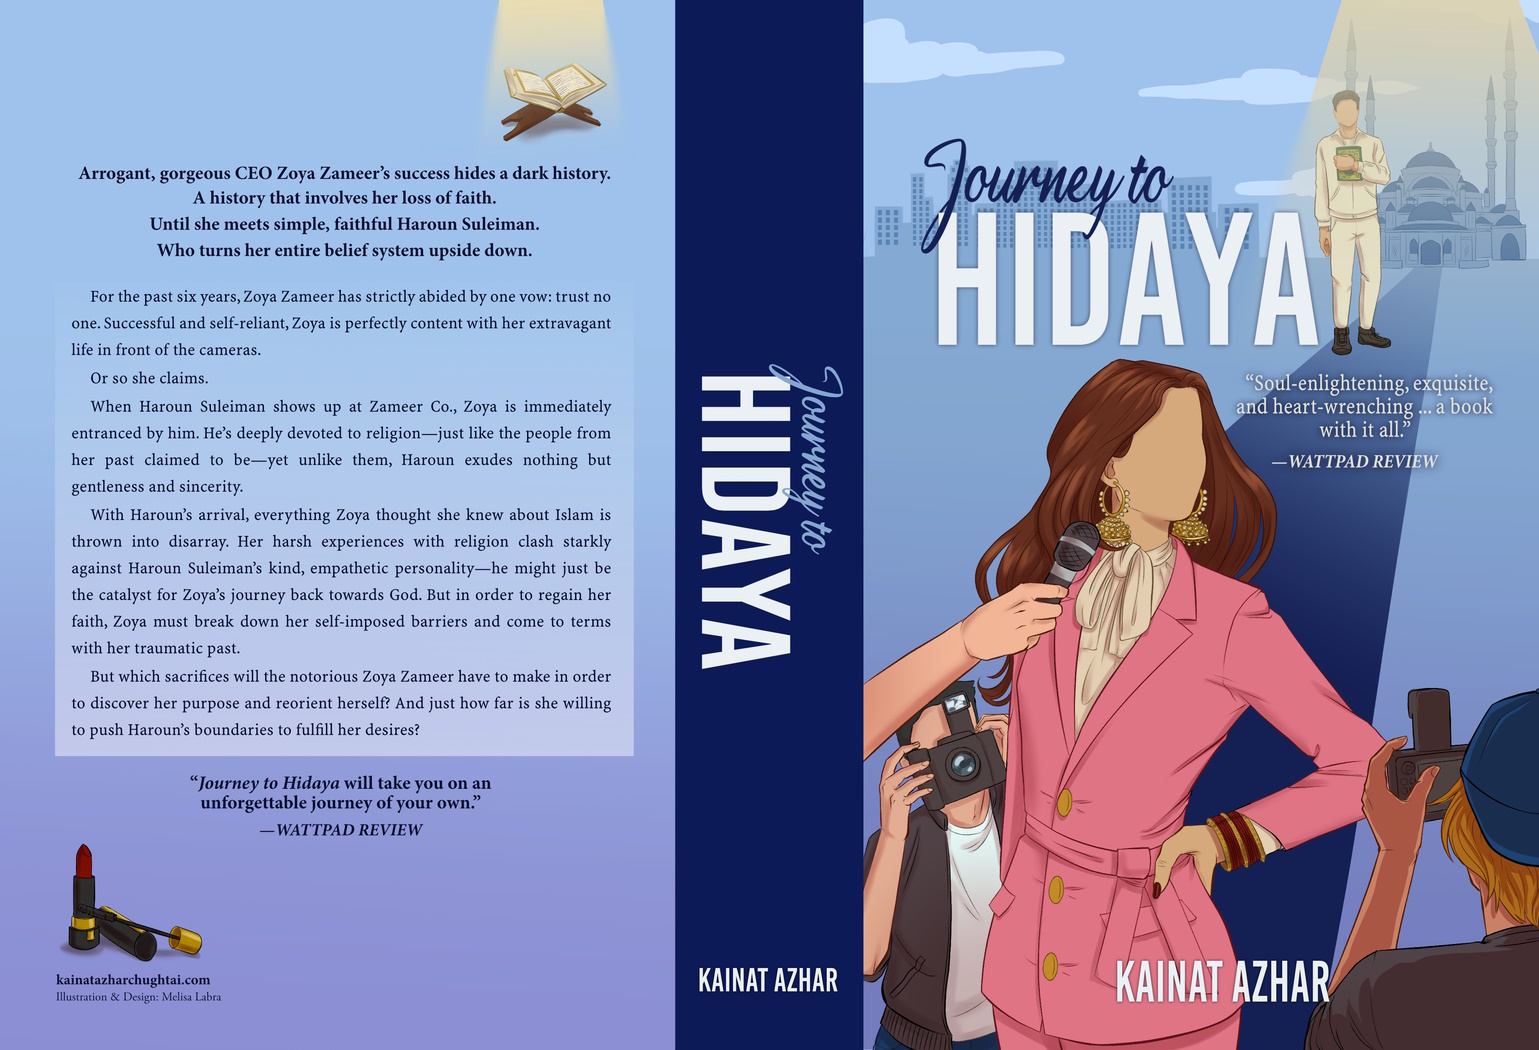 Arrogant, gorgeous CEO Zoya Zameer’s success hides a dark history.
A history that involves her loss of faith.
Until she meets simple, faithful Haroun Suleiman.
Who turns her entire belief system upside down.
For the past six years, Zoya Zameer has strictly abided by one vow: trust no
one. Successful and self-reliant, Zoya is perfectly content with her extravagant
life in front of the cameras.
Or so she claims.
When Haroun Suleiman shows up at Zameer Co., Zoya is immediately
entranced by him. He’s deeply devoted to religion—just like the people from
her past claimed to be—yet unlike them, Haroun exudes nothing but
gentleness and sincerity.
With Haroun’s arrival, everything Zoya thought she knew about Islam is
thrown into disarray. Her harsh experiences with religion clash starkly
against Haroun Suleiman’s kind, empathetic personality—he might just be
the catalyst for Zoya’s journey back towards God. But in order to regain her
faith, Zoya must break down her self-imposed barriers and come to terms
with her traumatic past.
But which sacrifices will the notorious Zoya Zameer have to make in order
to discover her purpose and reorient herself? And just how far is she willing
to push Haroun’s boundaries to fulfill her desires?
“Journey to Hidaya will take you on an
unforgettable journey of your own.”
—WATTPAD REVIEW
kainatazharchughtai.com
Illustration & Design: Melisa Labra
Journey to
HIDAYA
KAINAT AZHAR
Journey to
HIDAYA
“Soul-enlightening, exquisite,
and heart-wrenching ... a book
with it all.”
—WATTPAD REVIEW
KAINAT AZHAR